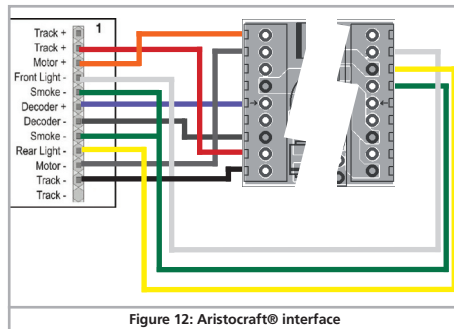 1
Track +
Track +
Motor +
Front Light -
Smoke -
Decoder +
Decoder -
Smoke -
Rear Light -
Motor -
Track -
Track -
Figure 12: Aristocraft® interface